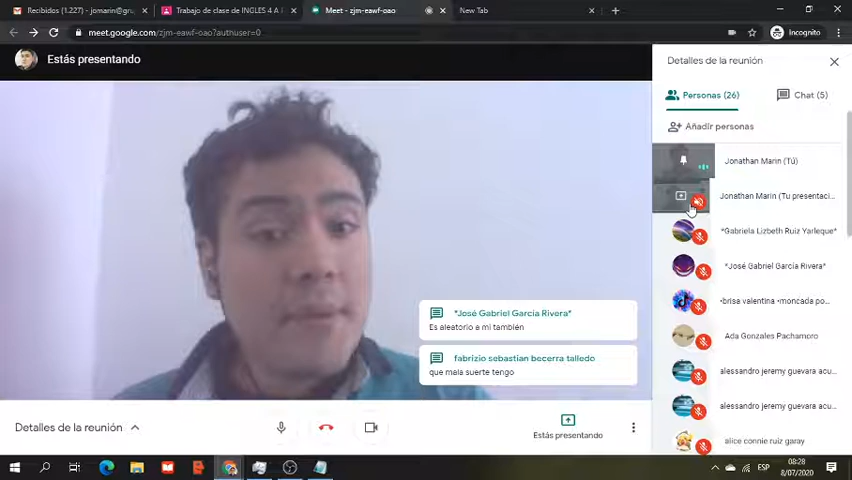 Recibidos (1.227) - jomarin@gru
Trabajo de clase de INGLES 4 A
Meet - zjm-eawf-oao
New Tab
meet.google.com/zjm-eawf-oao?authuser=0
Incognito
Estás presentando
Detalles de la reunión
Personas (26)
Chat (5)
Añadir personas
Jonathan Marin (Tú)
Jonathan Marin (Tu presentaci...
*Gabriela Lizbeth Ruiz Yarleque*
*José Gabriel García Rivera*
•brisa valentina •moncada po...
Ada Gonzales Pachamoro
alessandro jeremy guevara acu...
alessandro jeremy guevara acu...
alice connie ruiz garay
*José Gabriel García Rivera*
Es aleatorio a mi también
fabrizio sebastian becerra talledo
que mala suerte tengo
Detalles de la reunión
Estás presentando
ESP
08:28
8/07/2020